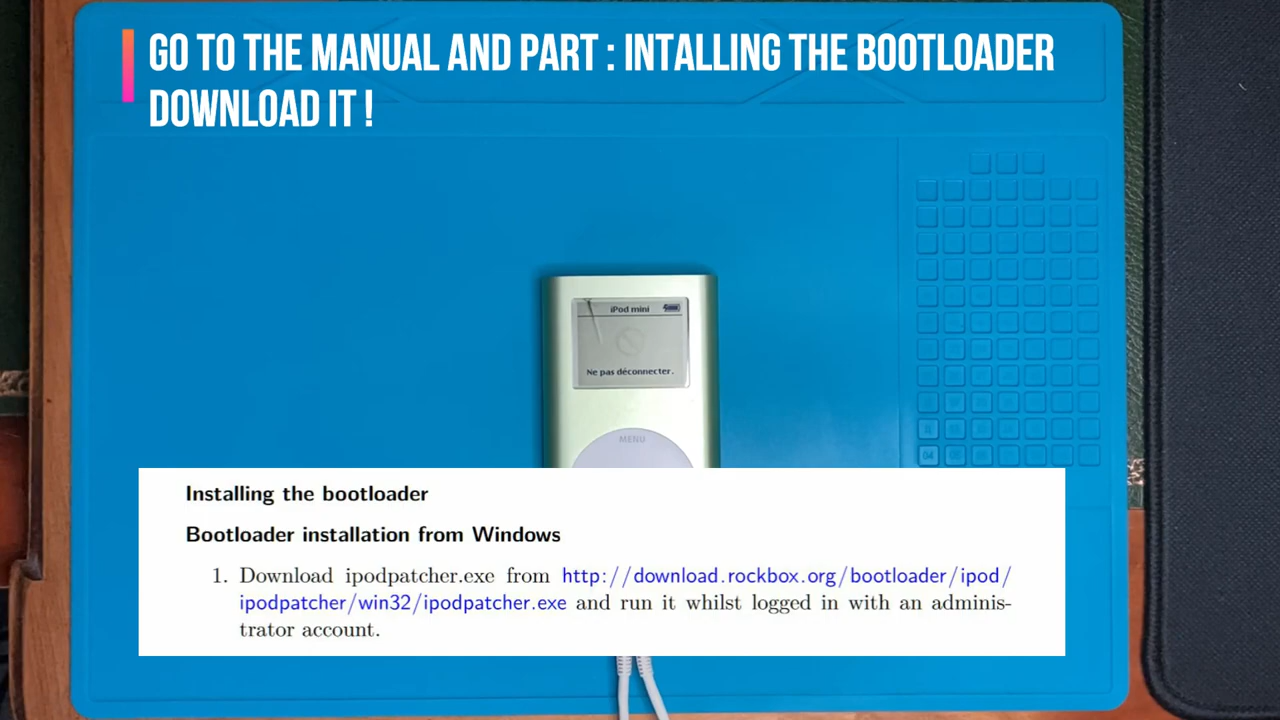 GO TO THE MANUAL AND PART : INTALLING THE BOOTLOADER
DOWNLOAD IT !
iPod mini
Ne pas déconnecter.
MENU
Installing the bootloader
Bootloader installation from Windows
1. Download ipodpatcher.exe from http://download.rockbox.org/bootloader/ipod/
ipodpatcher/win32/ipodpatcher.exe and run it whilst logged in with an adminis-
trator account.